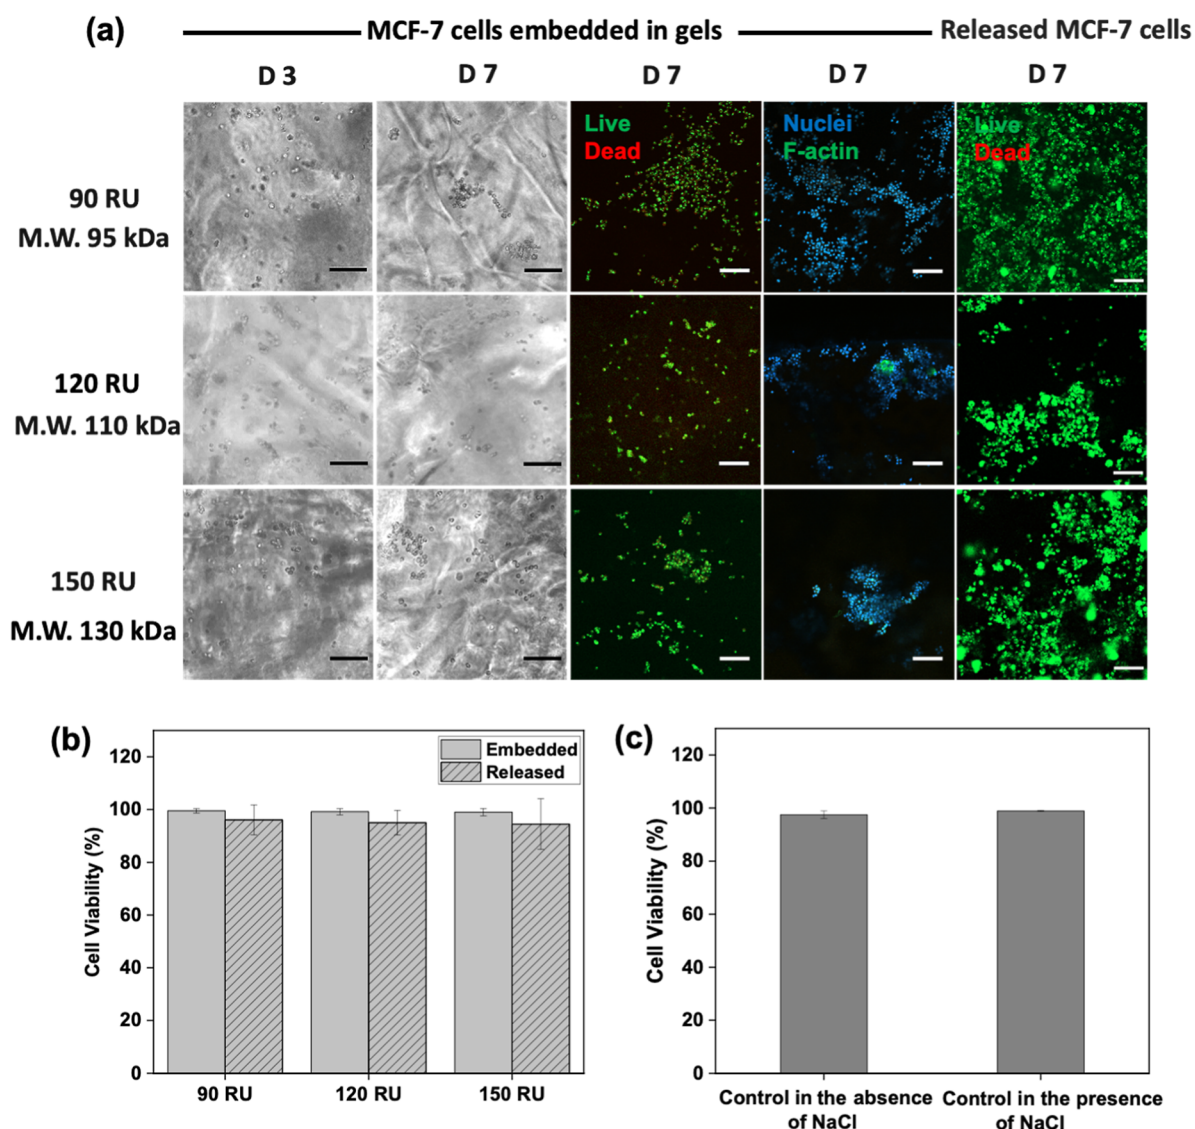 (a)
MCF-7 cells embedded in gels
Released MCF-7 cells
D 3
D 7
D 7
D 7
D 7
90 RU
M.W. 95 kDa
Live
Dead
Nuclei
F-actin
Live
Dead
120 RU
M.W. 110 kDa
150 RU
M.W. 130 kDa
(b)
Cell Viability (%)
120
100
80
60
40
20
0
Embedded
Released
90 RU
120 RU
150 RU
(c)
Cell Viability (%)
120
100
80
60
40
20
0
Control in the absence
of NaCl
Control in the presence
of NaCl